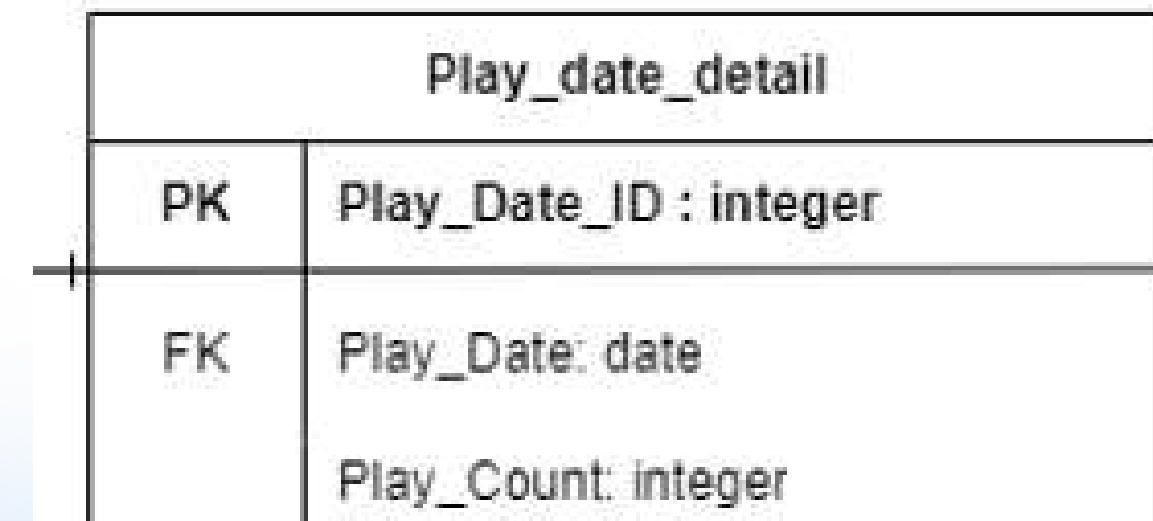 Play_date_detail
PK Play_Date_ID : integer
FK Play_Date: date
Play_Count: integer